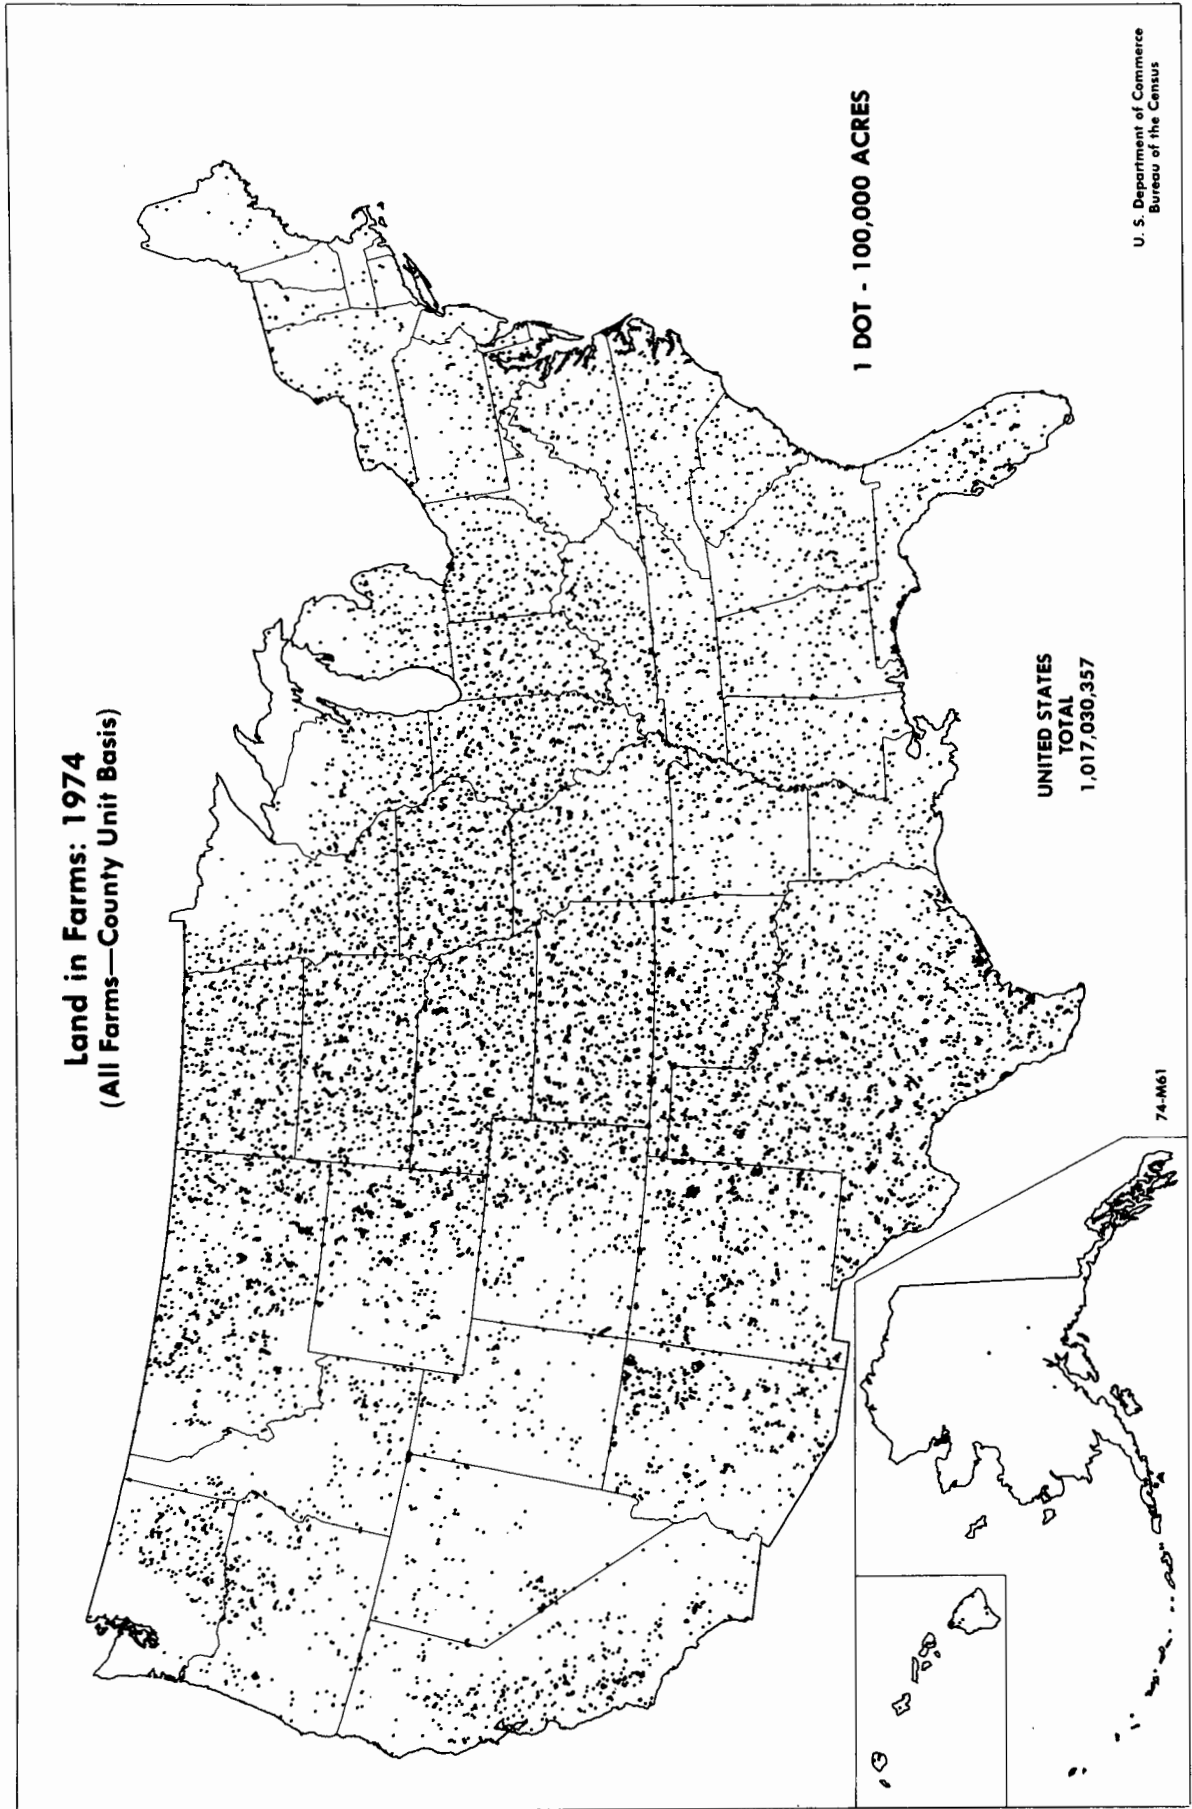 Land in Farms: 1974
(All Farms—County Unit Basis)
1 DOT - 100,000 ACRES
UNITED STATES
TOTAL
1,017,030,357
74-M61
U. S. Department of Commerce
Bureau of the Census